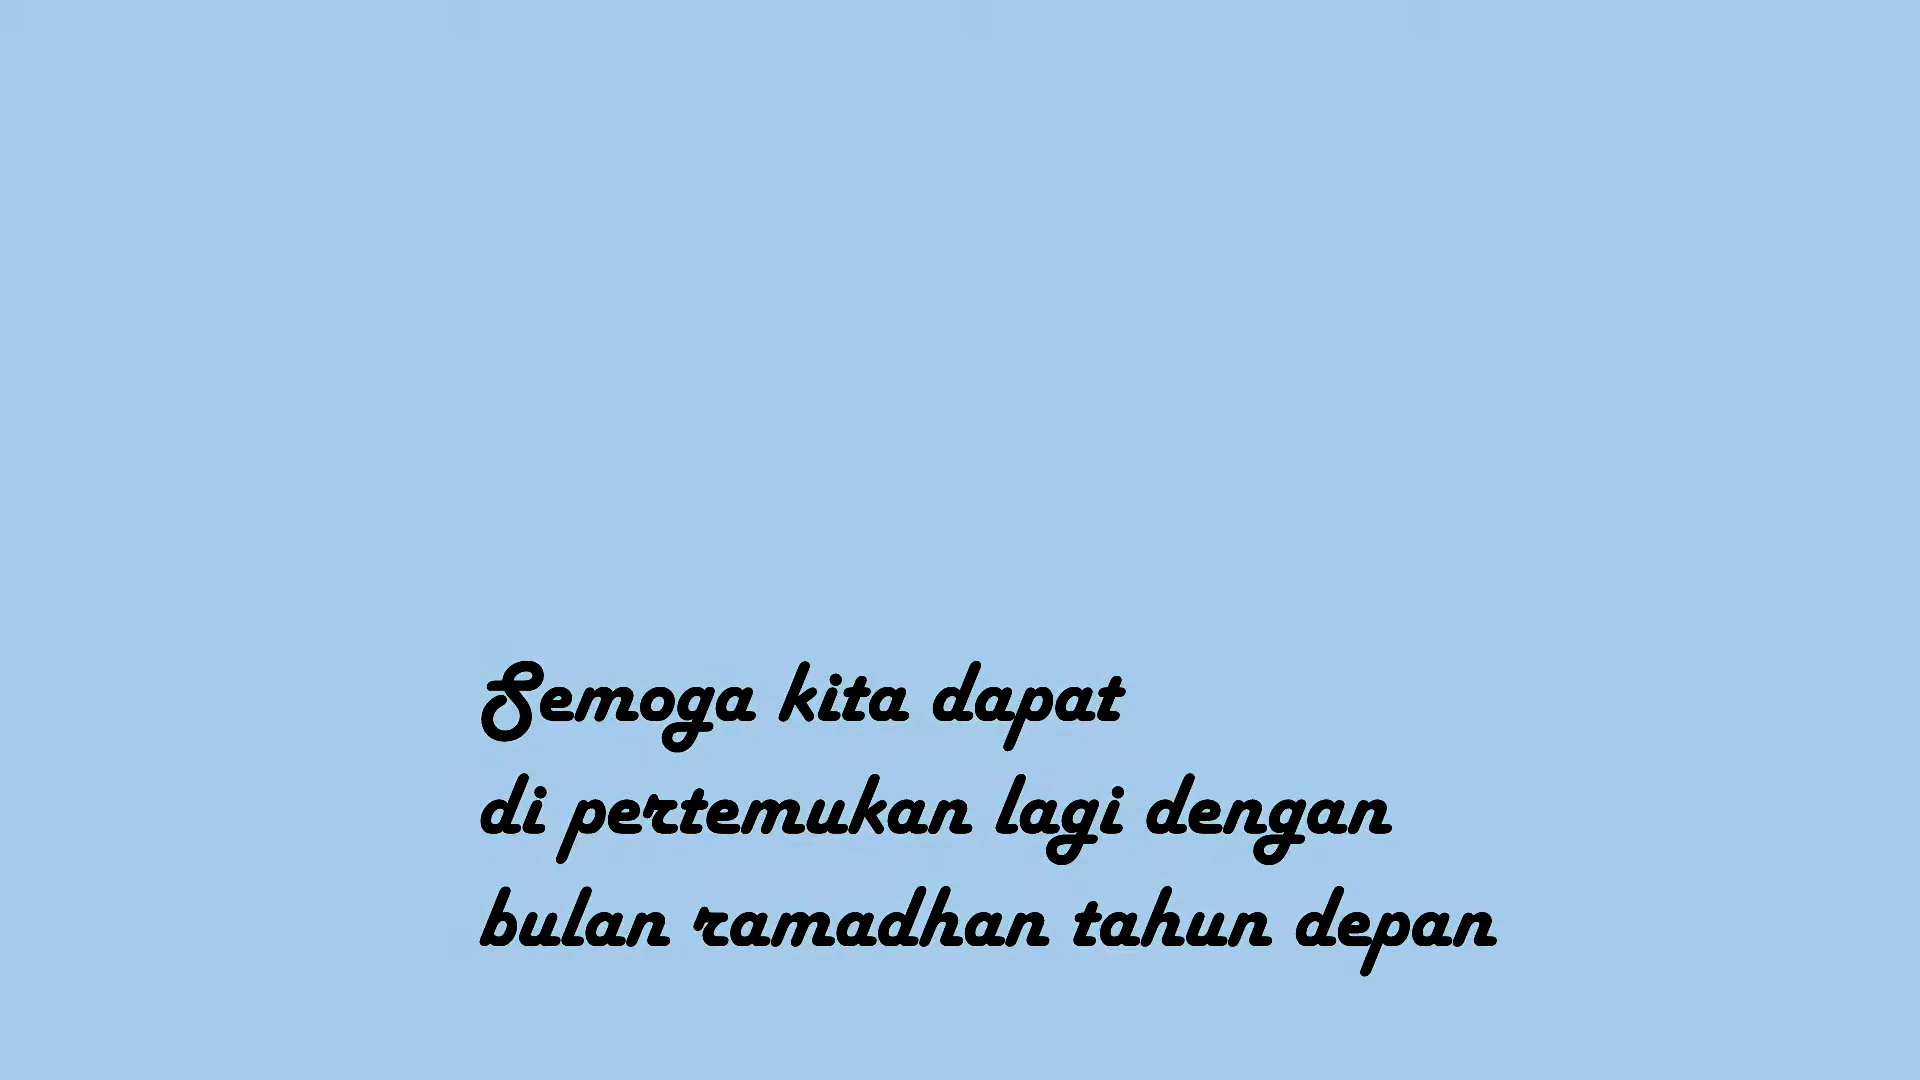 Semoga kita dapat
di pertemukan lagi dengan
bulan ramadhan tahun depan